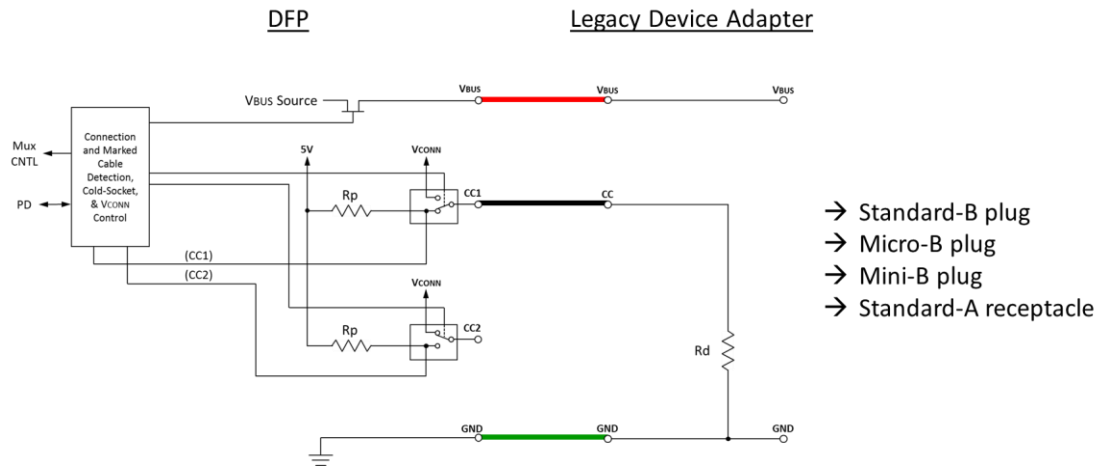 DFP
Legacy Device Adapter
VBUS Source
VBUS
VBUS
VBUS
Mux
CNTL
PD
Connection
and Marked
Cable
Detection,
Cold-Socket,
& VCONN
Control
5V
VCONN
Rp
CC1
CC
(CC1)
(CC2)
VCONN
Rp
CC2
Rd
→ Standard-B plug
→ Micro-B plug
→ Mini-B plug
→ Standard-A receptacle
GND
GND
GND